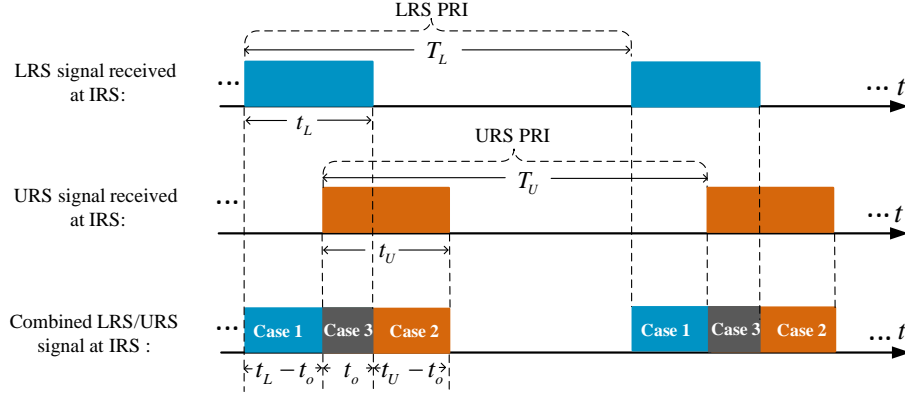 LRS PRI
T_L
LRS signal received
at IRS:
... ... t
t_L
URS PRI
T_U
URS signal received
at IRS:
... ... t
t_U
Combined LRS/URS
signal at IRS :
... Case 1 Case 3 Case 2 Case 1 Case 3 Case 2 ... t
t_L − t_o t_o t_U − t_o